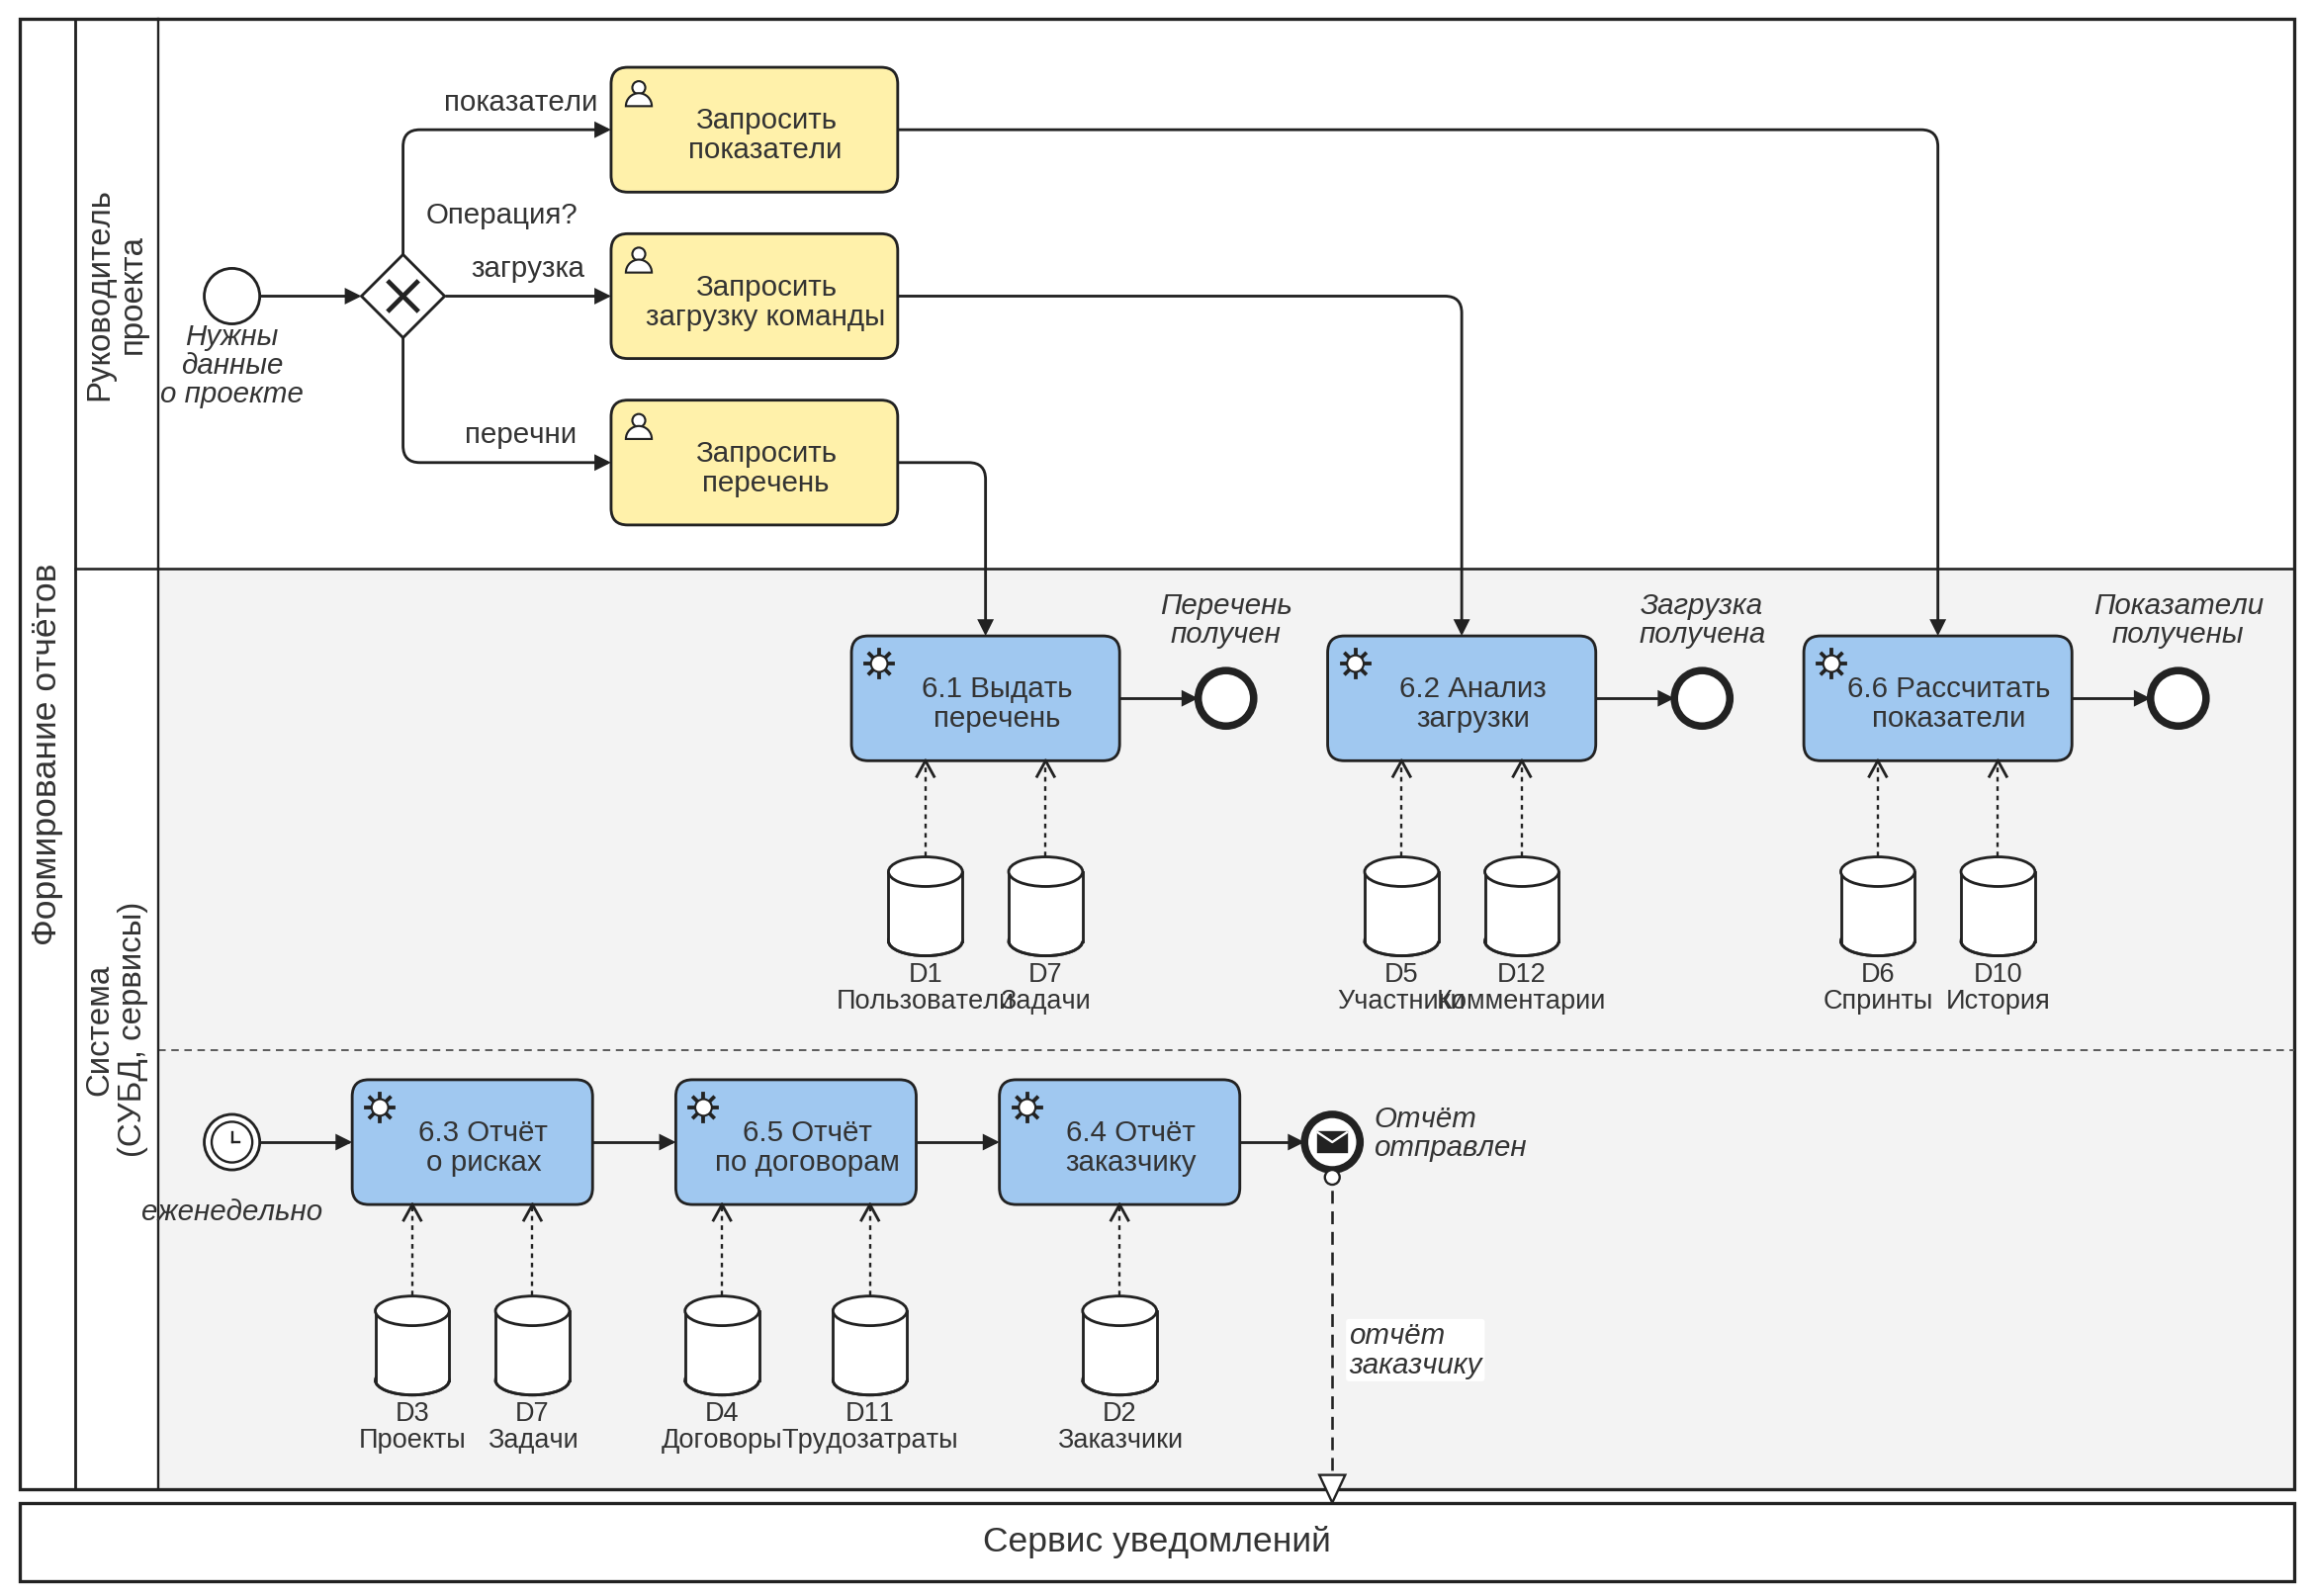 Формирование отчётов
Руководитель
проекта
показатели
Запросить
показатели
Операция?
загрузка
Запросить
загрузку команды
Нужны
данные
о проекте
перечни
Запросить
перечень
Система
(СУБД, сервисы)
Перечень
получен
Загрузка
получена
Показатели
получены
6.1 Выдать
перечень
6.2 Анализ
загрузки
6.6 Рассчитать
показатели
D1
Пользователи
D7
Задачи
D5
Участники
D12
Комментарии
D6
Спринты
D10
История
еженедельно
6.3 Отчёт
о рисках
6.5 Отчёт
по договорам
6.4 Отчёт
заказчику
Отчёт
отправлен
отчёт
заказчику
D3
Проекты
D7
Задачи
D4
Договоры
D11
Трудозатраты
D2
Заказчики
Сервис уведомлений